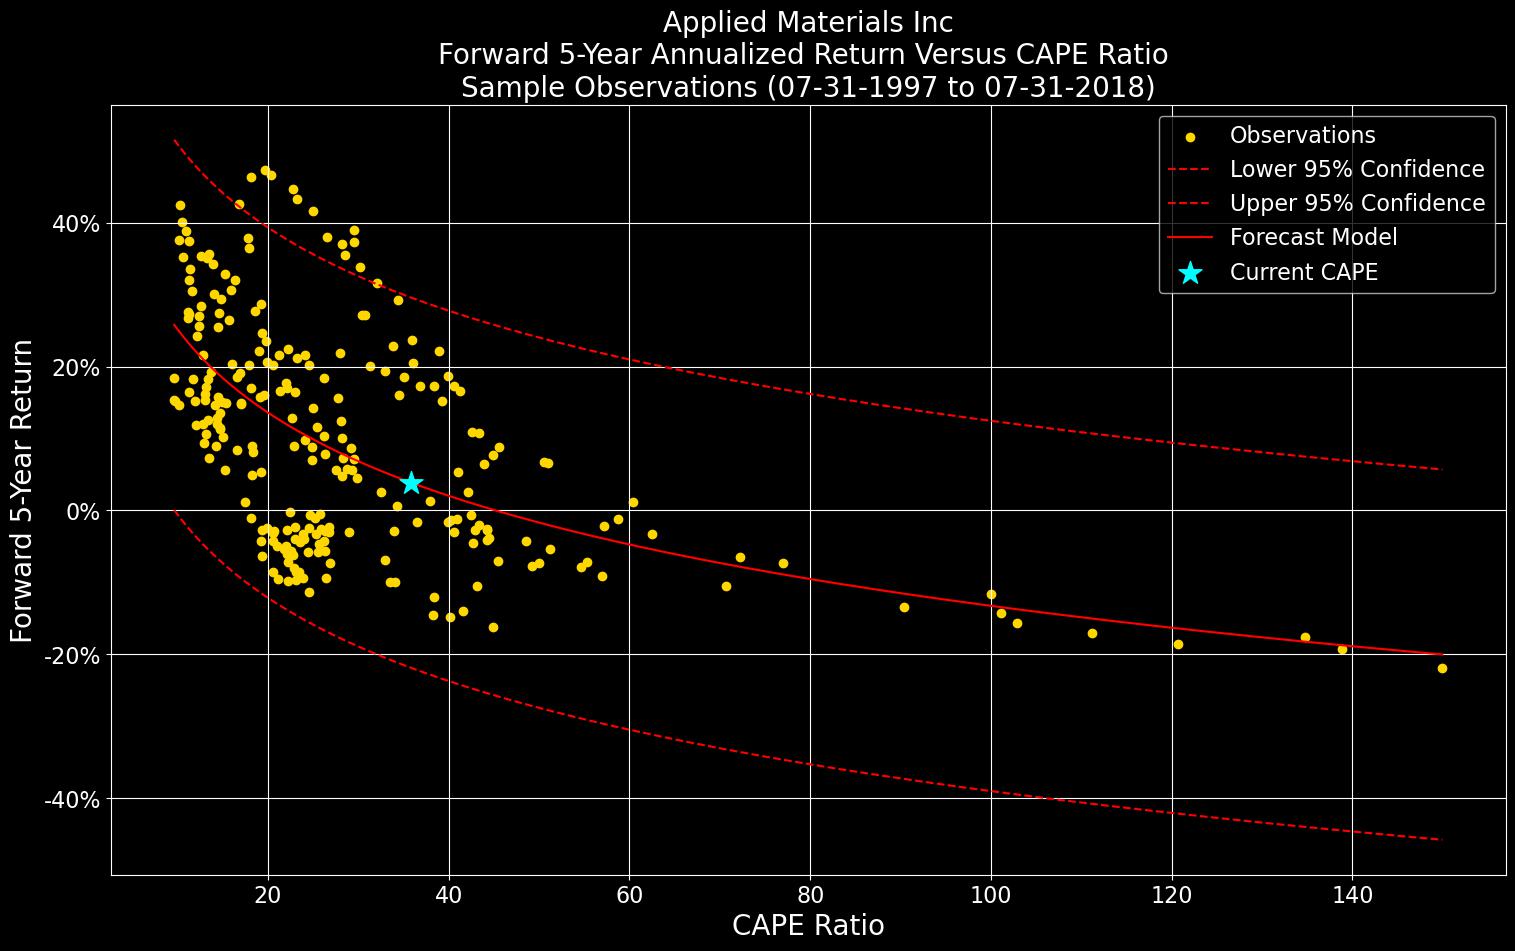 Applied Materials Inc
Forward 5-Year Annualized Return Versus CAPE Ratio
Sample Observations (07-31-1997 to 07-31-2018)
Observations
Lower 95% Confidence
Upper 95% Confidence
Forecast Model
Current CAPE
Forward 5-Year Return
40%
20%
0%
-20%
-40%
20 40 60 80 100 120 140
CAPE Ratio